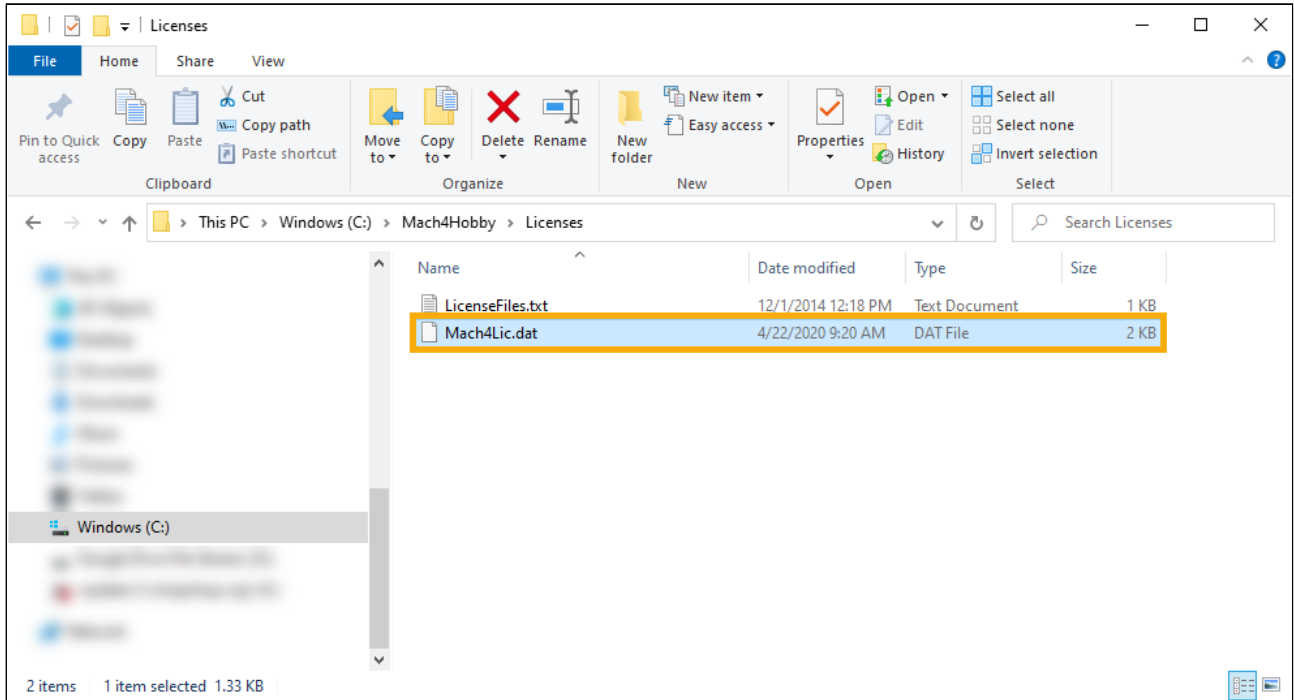 Licenses
File Home Share View
Pin to Quick access
Copy
Paste
Cut
Copy path
Paste shortcut
Clipboard
Move to
Copy to
Delete
Rename
Organize
New folder
New item
Easy access
New
Properties
Open
Edit
History
Open
Select all
Select none
Invert selection
Select
This PC > Windows (C:) > Mach4Hobby > Licenses
Search Licenses
Name Date modified Type Size
LicenseFiles.txt 12/1/2014 12:18 PM Text Document 1 KB
Mach4Lic.dat 4/22/2020 9:20 AM DAT File 2 KB
Windows (C:)
2 items 1 item selected 1.33 KB